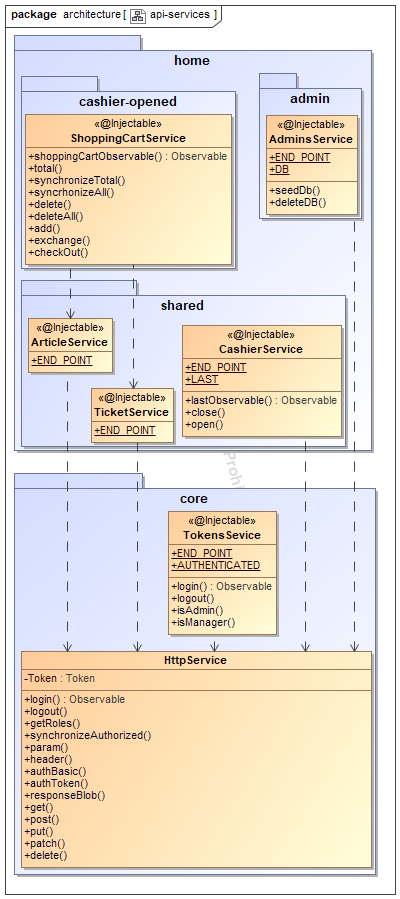 package architecture [ api-services ]
home
cashier-opened
«@Injectable»
ShoppingCartService
+shoppingCartObservable() : Observable
+total()
+synchronizeTotal()
+syncrhonizeAll()
+delete()
+deleteAll()
+add()
+exchange()
+checkOut()
admin
«@Injectable»
AdminsService
+END_POINT
+DB
+seedDb()
+deleteDB()
shared
«@Injectable»
ArticleService
+END_POINT
«@Injectable»
TicketService
+END_POINT
«@Injectable»
CashierService
+END_POINT
+LAST
+lastObservable() : Observable
+close()
+open()
core
«@Injectable»
TokensSevice
+END_POINT
+AUTHENTICATED
+login() : Observable
+logout()
+isAdmin()
+isManager()
HttpService
-Token : Token
+login() : Observable
+logout()
+getRoles()
+synchronizeAuthorized()
+param()
+header()
+authBasic()
+authToken()
+responseBlob()
+get()
+post()
+put()
+patch()
+delete()